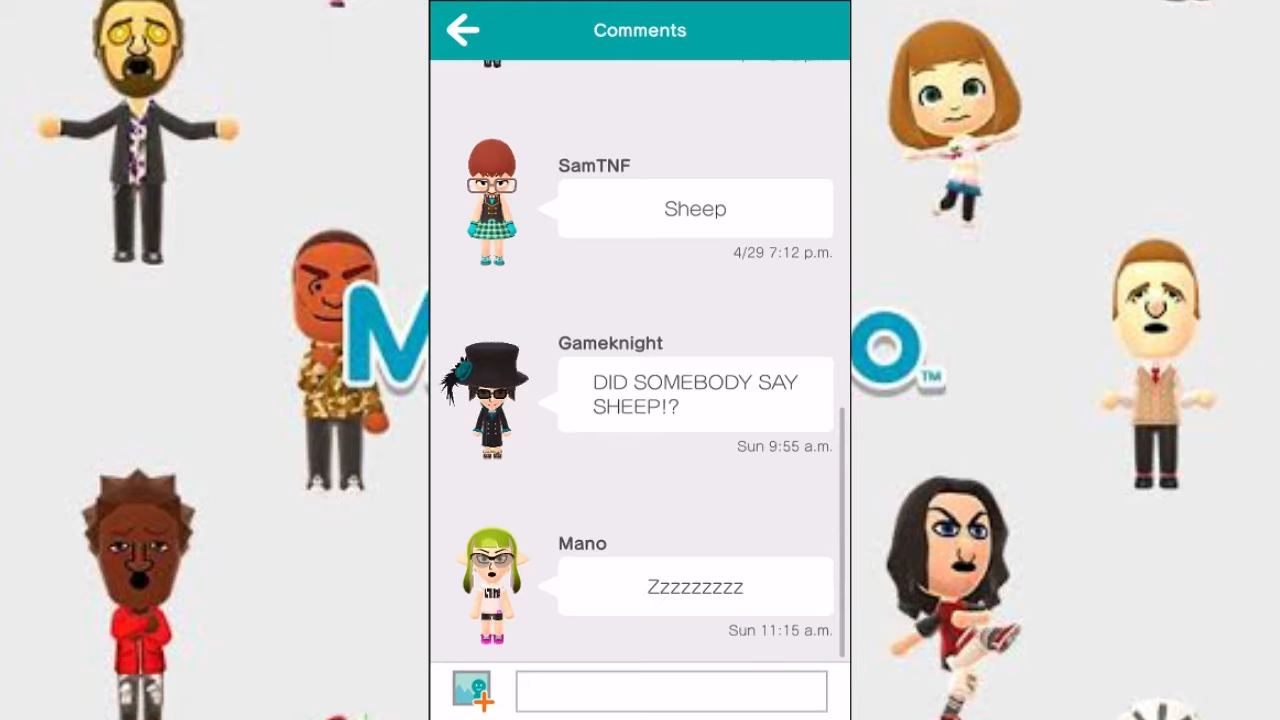 Comments
SamTNF
Sheep
4/29 7:12 p.m.
Gameknight
DID SOMEBODY SAY
SHEEP!?
Sun 9:55 a.m.
M
O
TM
Mano
Zzzzzzzzz
Sun 11:15 a.m.